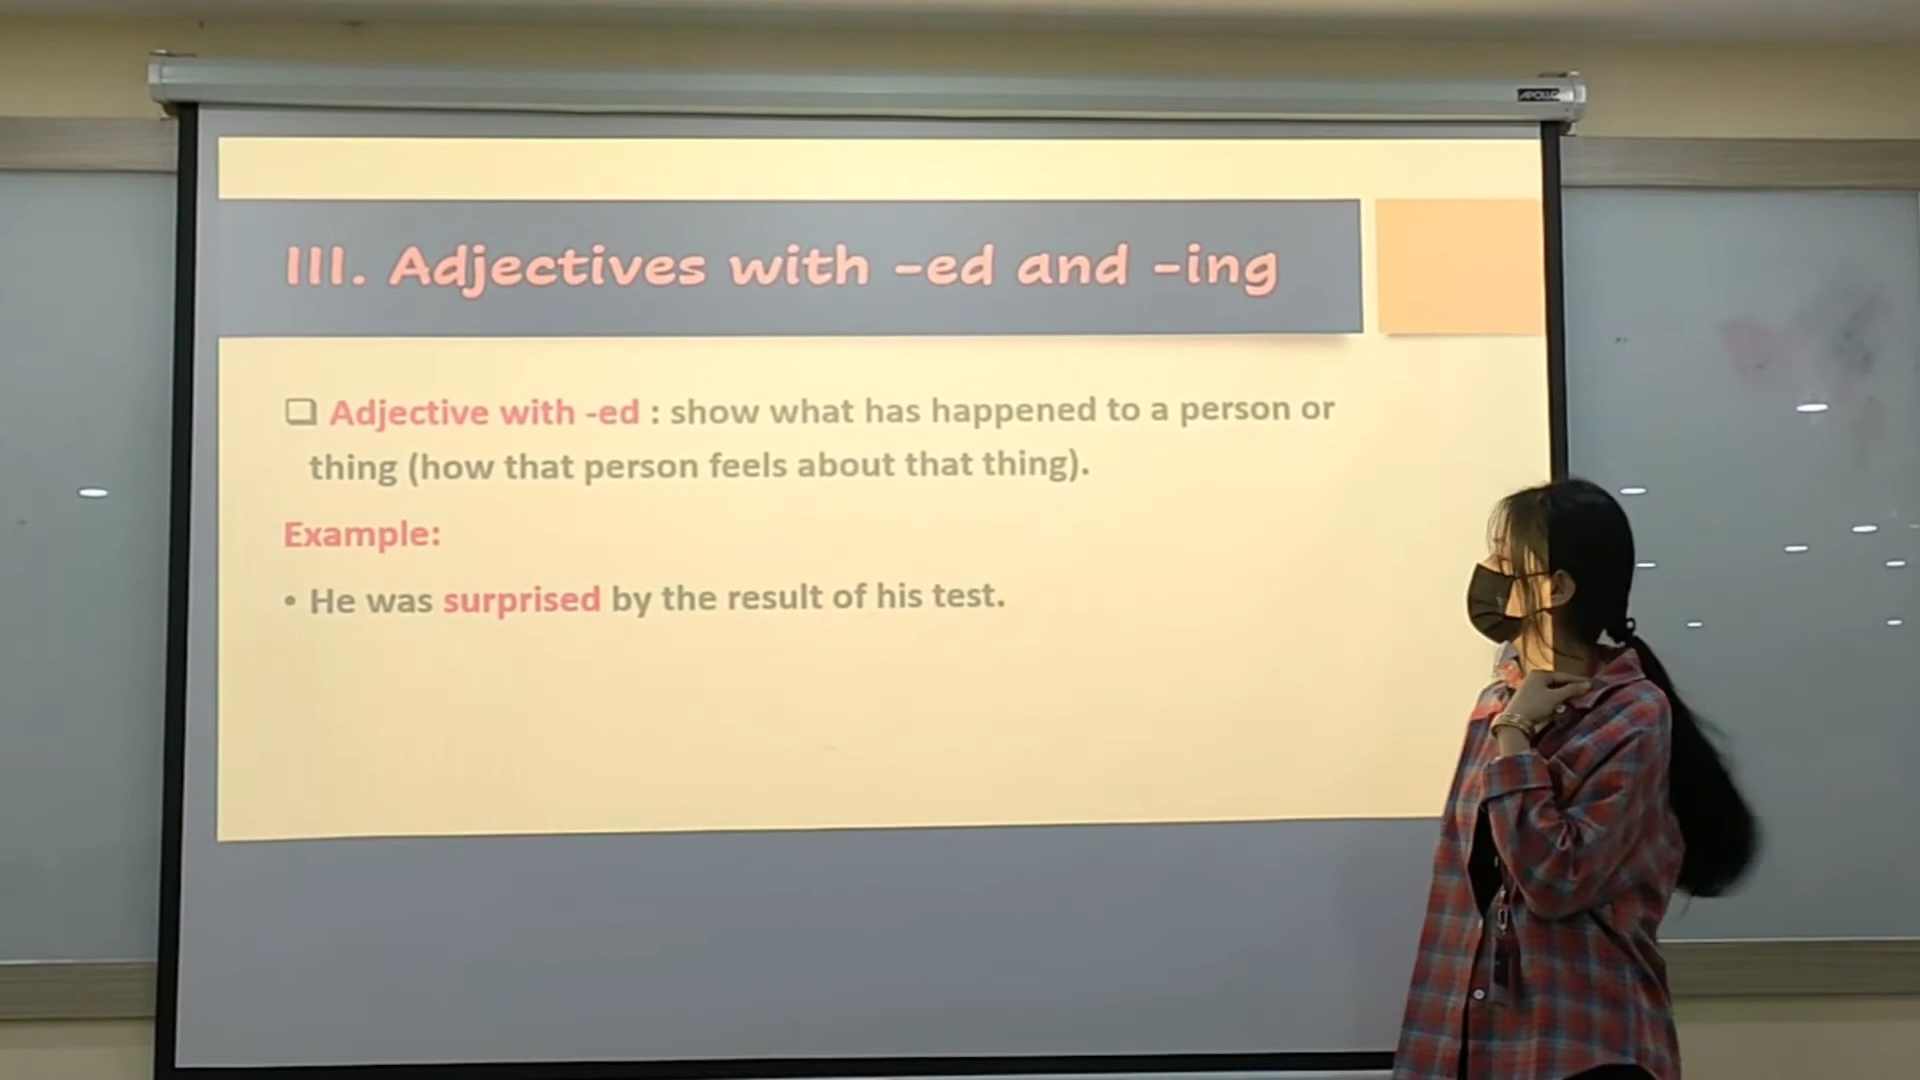 APOLLO
III. Adjectives with -ed and -ing
❑ Adjective with -ed : show what has happened to a person or
thing (how that person feels about that thing).
Example:
• He was surprised by the result of his test.